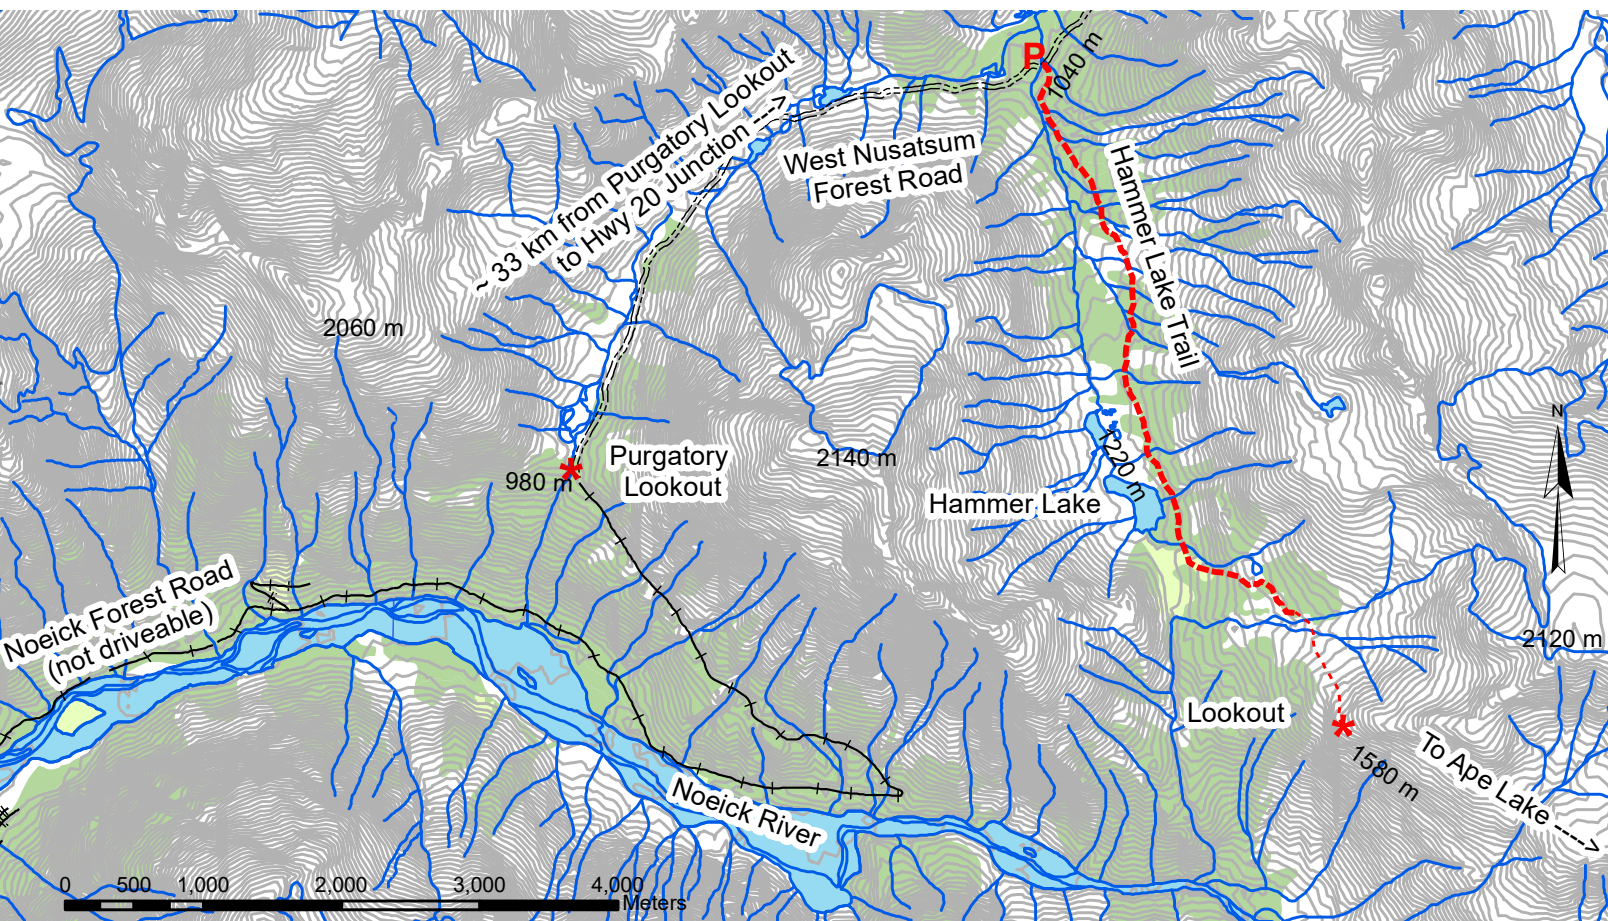 P
1040 m
~ 33 km from Purgatory Lookout
to Hwy 20 Junction ---->
West Nusatsum
Forest Road
Hammer Lake Trail
2060 m
N
Purgatory
Lookout
980 m
2140 m
1220 m
Hammer Lake
Noeick Forest Road
(not driveable)
2120 m
Lookout
1580 m
To Ape Lake ---->
Noeick River
0 500 1,000 2,000 3,000 4,000
Meters